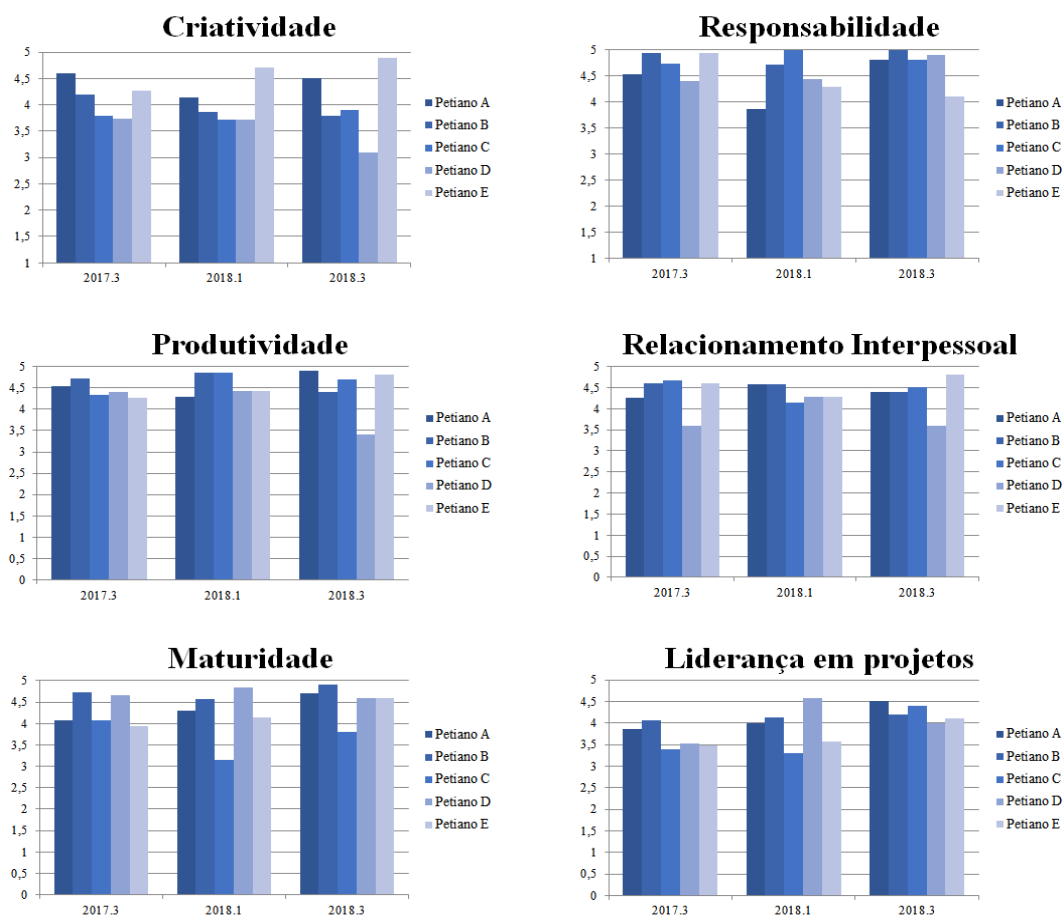 Criatividade
5
4,5
4
3,5
3
2,5
2
1,5
1
2017.3 2018.1 2018.3
Petiano A
Petiano B
Petiano C
Petiano D
Petiano E
Responsabilidade
5
4,5
4
3,5
3
2,5
2
1,5
1
2017.3 2018.1 2018.3
Petiano A
Petiano B
Petiano C
Petiano D
Petiano E
Produtividade
5
4,5
4
3,5
3
2,5
2
1,5
1
0,5
0
2017.3 2018.1 2018.3
Petiano A
Petiano B
Petiano C
Petiano D
Petiano E
Relacionamento Interpessoal
5
4,5
4
3,5
3
2,5
2
1,5
1
0,5
0
2017.3 2018.1 2018.3
Petiano A
Petiano B
Petiano C
Petiano D
Petiano E
Maturidade
5
4,5
4
3,5
3
2,5
2
1,5
1
0,5
0
2017.3 2018.1 2018.3
Petiano A
Petiano B
Petiano C
Petiano D
Petiano E
Liderança em projetos
5
4,5
4
3,5
3
2,5
2
1,5
1
0,5
0
2017.3 2018.1 2018.3
Petiano A
Petiano B
Petiano C
Petiano D
Petiano E